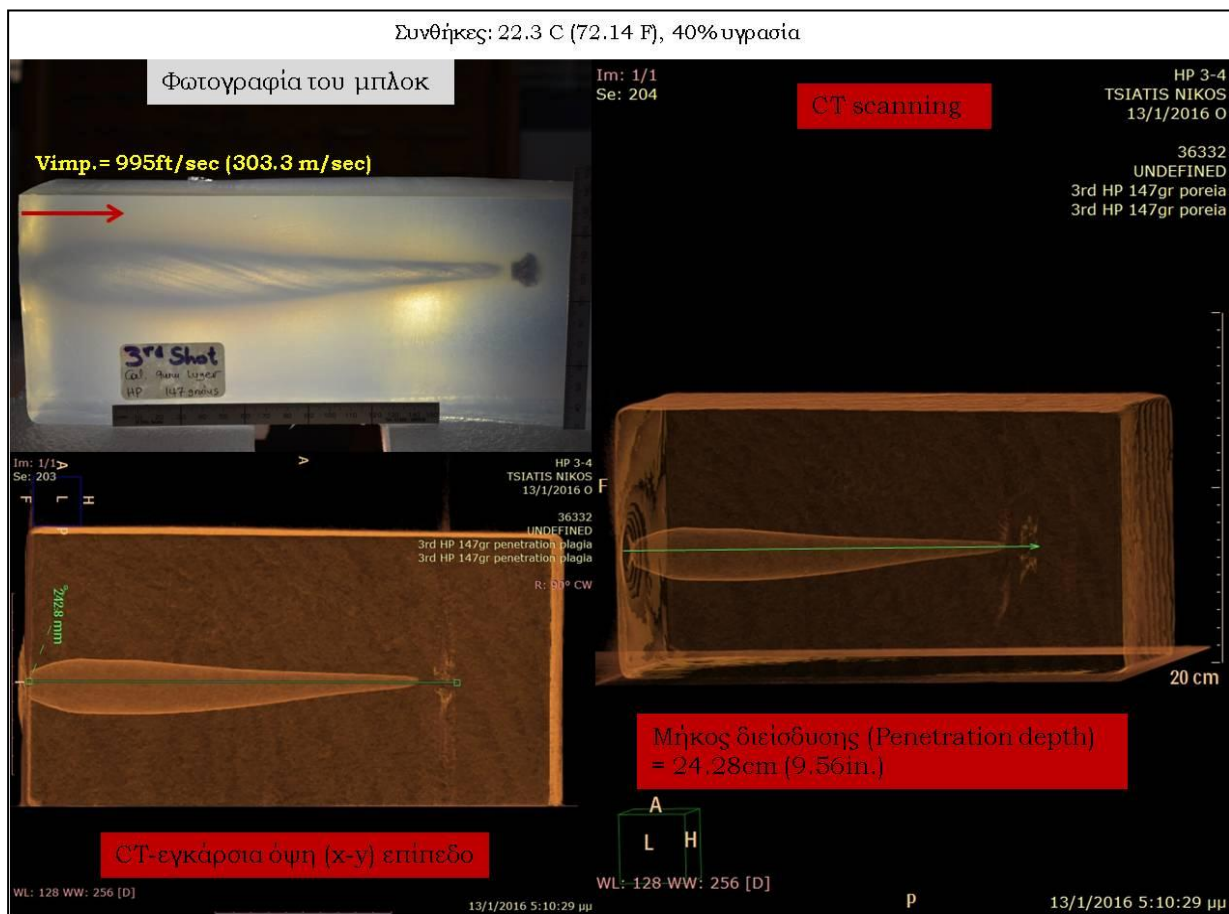 Συνθήκες: 22.3 C (72.14 F), 40% υγρασία
Φωτογραφία του μπλοκ
Vimp.= 995ft/sec (303.3 m/sec)
3rd Shot
Cal. 9mm Luger
HP 147 grains
Im: 1/1
Se: 204
CT scanning
HP 3-4
TSIATIS NIKOS
13/1/2016 O
36332
UNDEFINED
3rd HP 147gr poreia
3rd HP 147gr poreia
F
20 cm
Μήκος διείσδυσης (Penetration depth)
= 24.28cm (9.56in.)
A
L H
WL: 128 WW: 256 [D]
P
13/1/2016 5:10:29 μμ
Im: 1/1
Se: 203
A
A
F L H
P
HP 3-4
TSIATIS NIKOS
13/1/2016 O
36332
UNDEFINED
3rd HP 147gr penetration plagia
3rd HP 147gr penetration plagia
R: 90° CW
242.8 mm
CT-εγκάρσια όψη (x-y) επίπεδο
WL: 128 WW: 256 [D]
13/1/2016 5:10:29 μμ